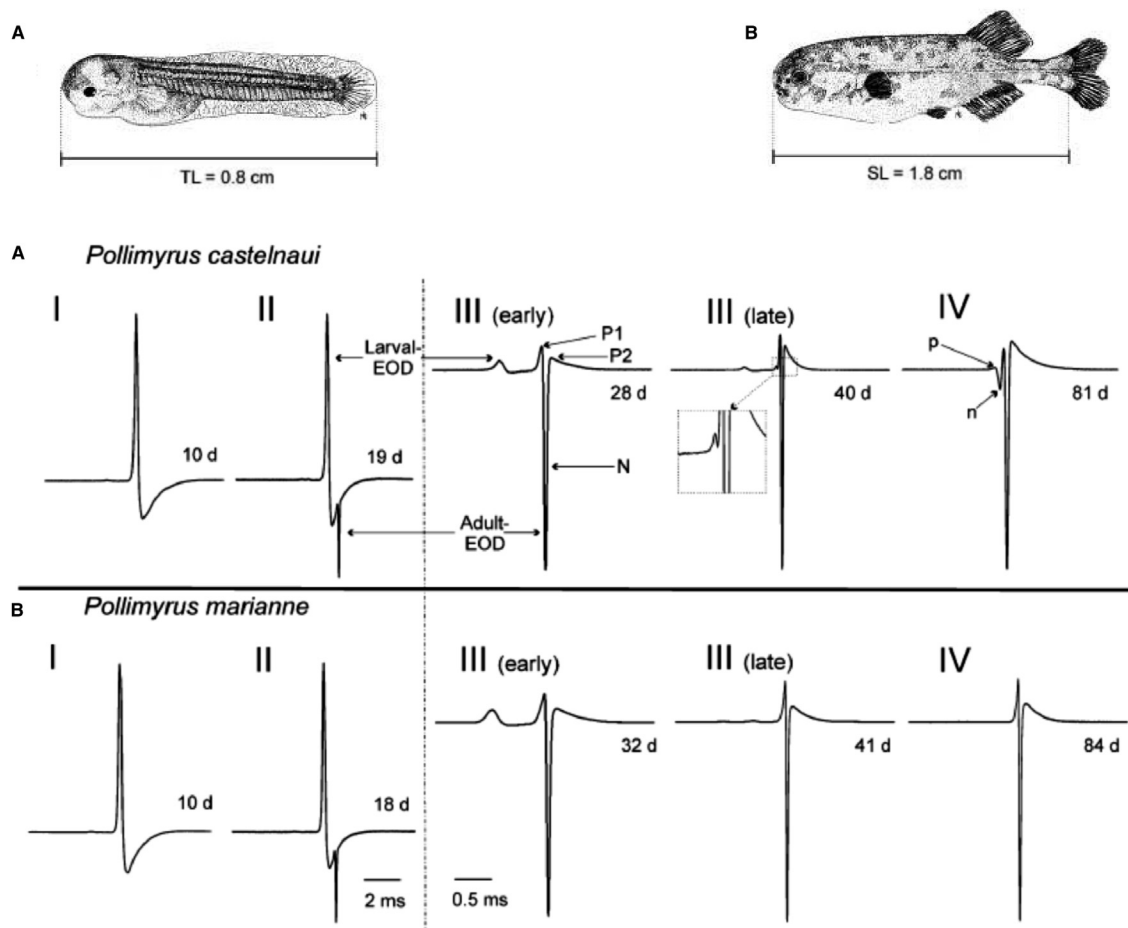 A
B
TL = 0.8 cm
SL = 1.8 cm
A
Pollimyrus castelnaui
I
II
III (early)
III (late)
IV
P1
P2
Larval-
EOD
p
n
28 d
40 d
81 d
10 d
19 d
N
Adult-
EOD
B
Pollimyrus marianne
I
II
III (early)
III (late)
IV
32 d
41 d
84 d
10 d
18 d
2 ms
0.5 ms